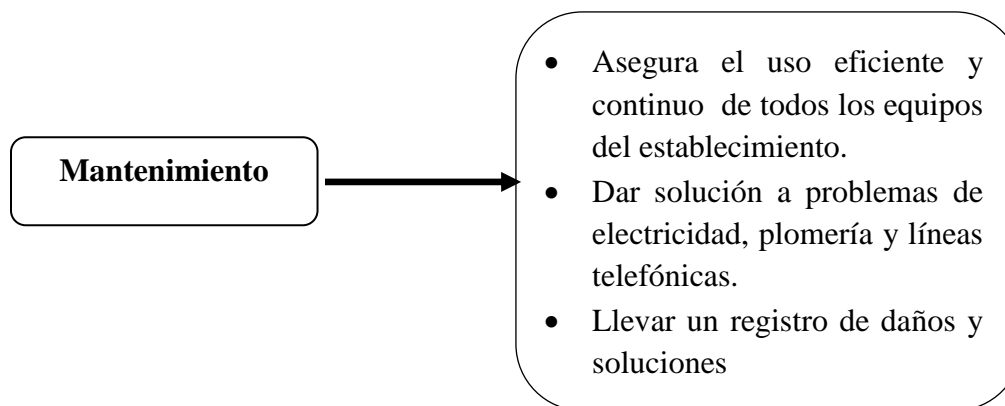 Mantenimiento
• Asegura el uso eficiente y
continuo de todos los equipos
del establecimiento.
• Dar solución a problemas de
electricidad, plomería y líneas
telefónicas.
• Llevar un registro de daños y
soluciones